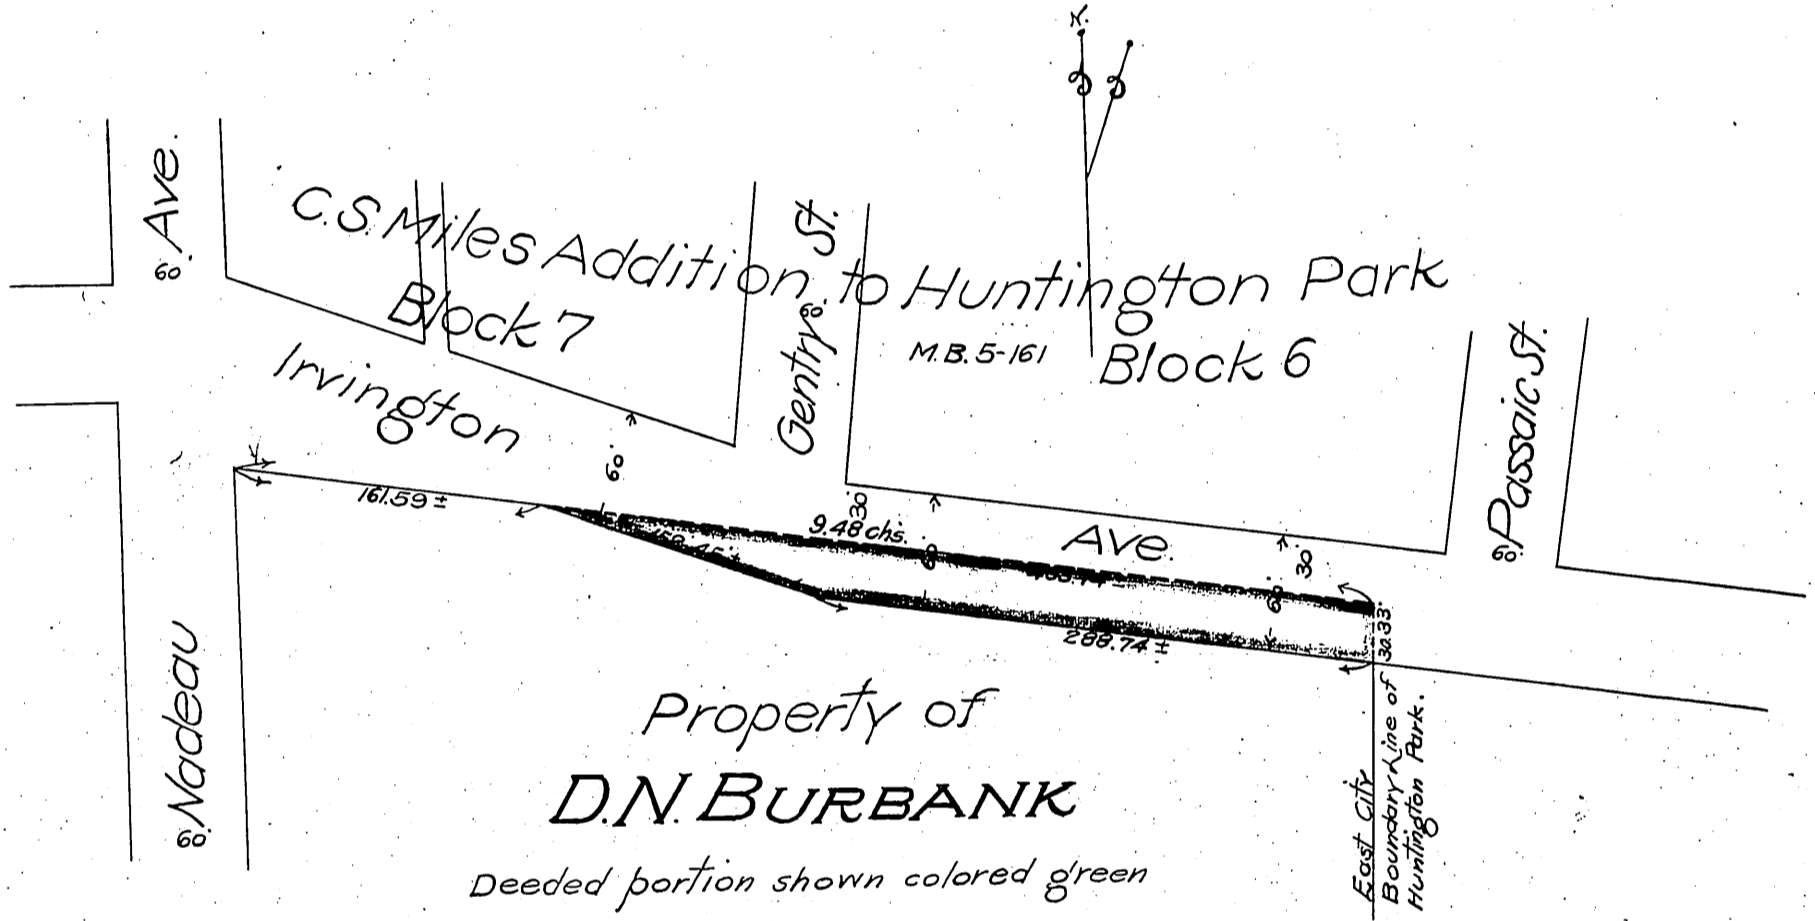 C.S. Miles Addition to Huntington Park
Block 7
M.B. 5-161
Block 6
60' Nadeau Ave.
60'
Irvington Ave.
Gentry St.
60'
60' Passaic St.
60'
30'
30'
60'
161.59 ±
9.48 chs.
288.74 ±
30.33'
Property of
D.N. BURBANK
Deeded portion shown colored green
East City
Boundary Line of
Huntington Park.